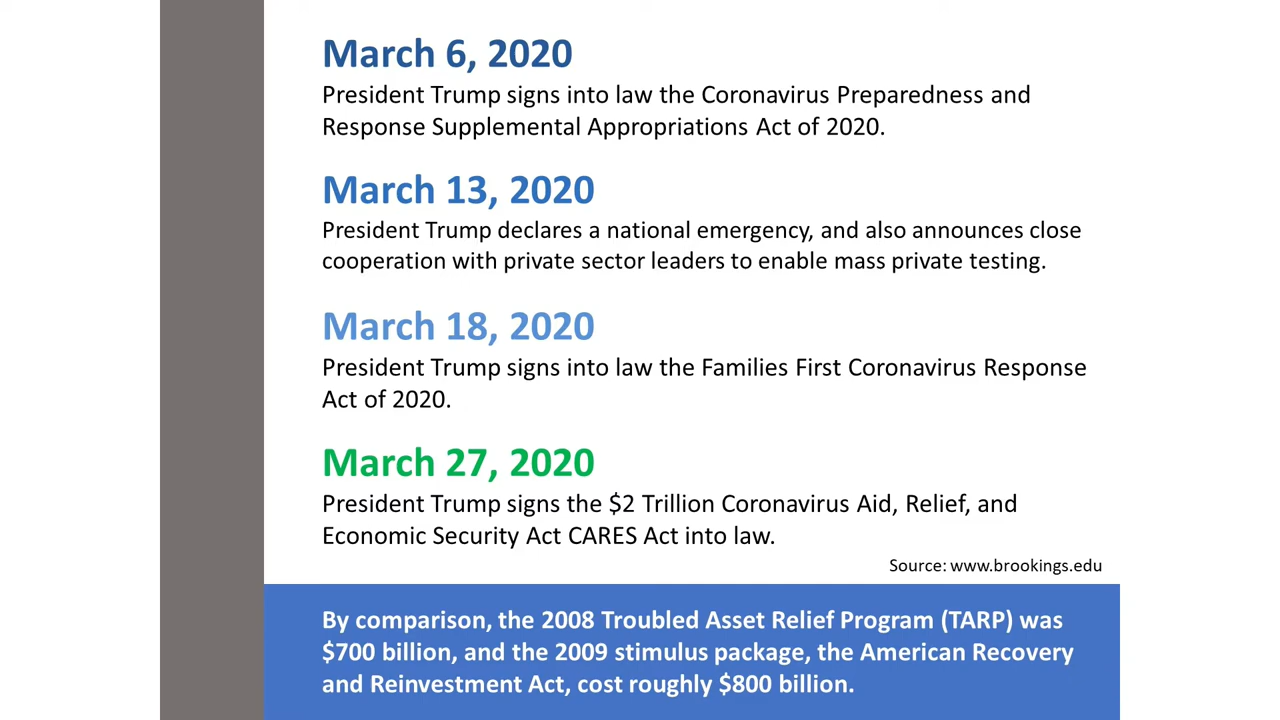 March 6, 2020
President Trump signs into law the Coronavirus Preparedness and
Response Supplemental Appropriations Act of 2020.
March 13, 2020
President Trump declares a national emergency, and also announces close
cooperation with private sector leaders to enable mass private testing.
March 18, 2020
President Trump signs into law the Families First Coronavirus Response
Act of 2020.
March 27, 2020
President Trump signs the $2 Trillion Coronavirus Aid, Relief, and
Economic Security Act CARES Act into law.
Source: www.brookings.edu
By comparison, the 2008 Troubled Asset Relief Program (TARP) was
$700 billion, and the 2009 stimulus package, the American Recovery
and Reinvestment Act, cost roughly $800 billion.